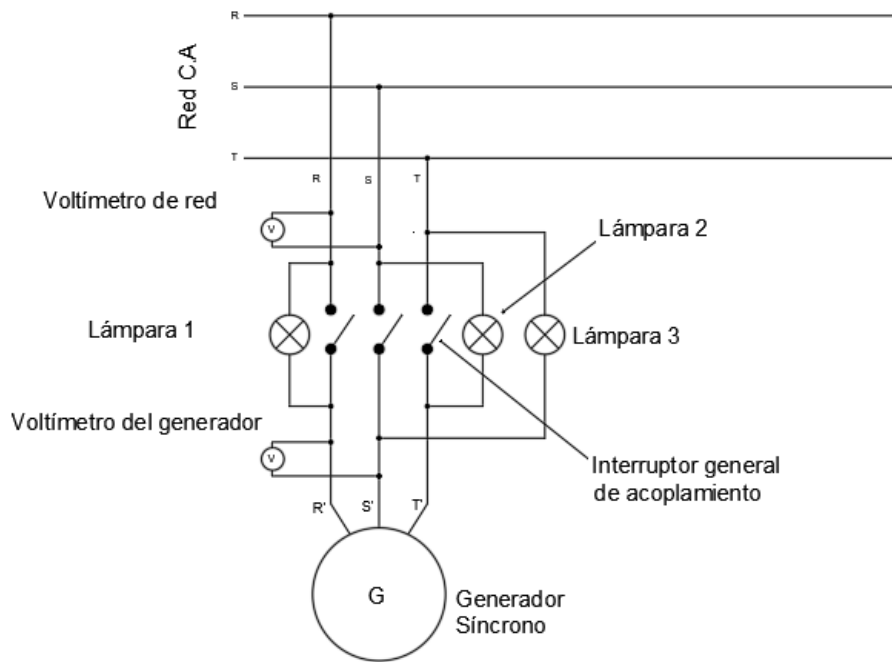 R
Red C.A
S
T
R
S
T
Voltímetro de red
V
Lámpara 2
Lámpara 1
Lámpara 3
Voltímetro del generador
V
Interruptor general
de acoplamiento
R'
S'
T'
G
Generador
Síncrono